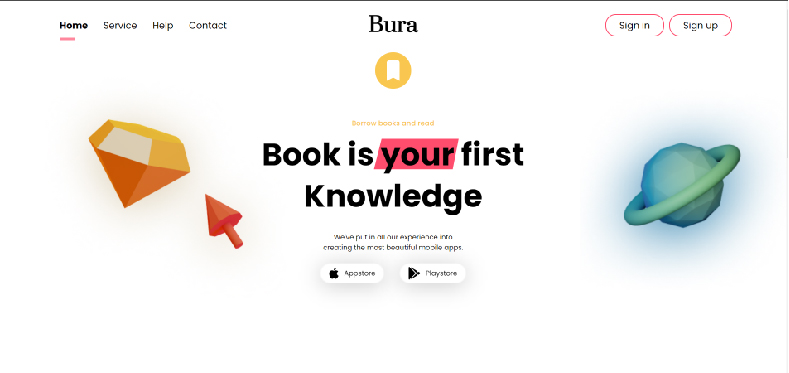 Home Service Help Contact
Bura
Sign in Sign up
Borrow books and read
Book is your first
Knowledge
We've put in all our experience into
creating the most beautiful mobile apps.
Appstore Playstore